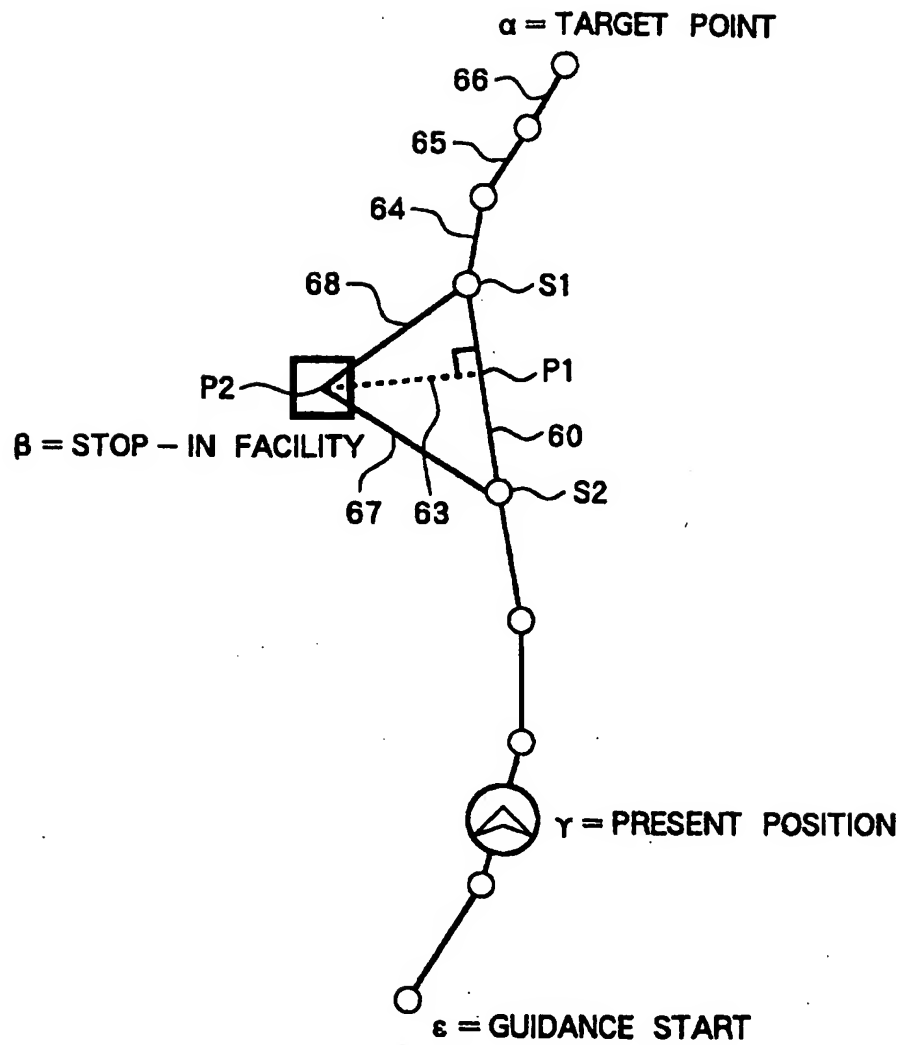 α = TARGET POINT
66
65
64
68
S1
P2
P1
β = STOP – IN FACILITY
60
67
63
S2
γ = PRESENT POSITION
ε = GUIDANCE START